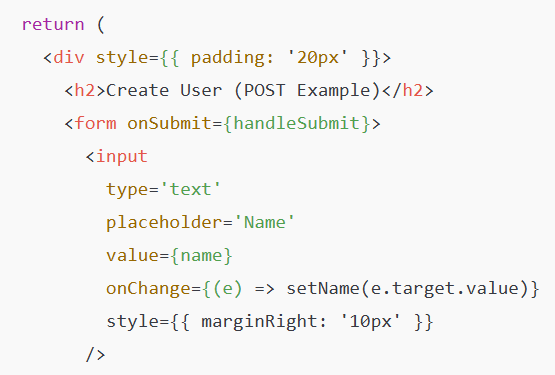 return (
<div style={{ padding: '20px' }}>
<h2>Create User (POST Example)</h2>
<form onSubmit={handleSubmit}>
<input
type='text'
placeholder='Name'
value={name}
onChange={(e) => setName(e.target.value)}
style={{ marginRight: '10px' }}
/>